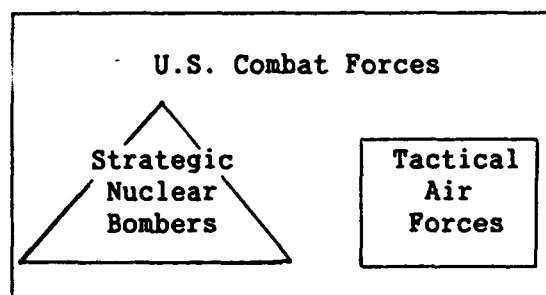 U.S. Combat Forces
Strategic
Nuclear
Bombers
Tactical
Air
Forces